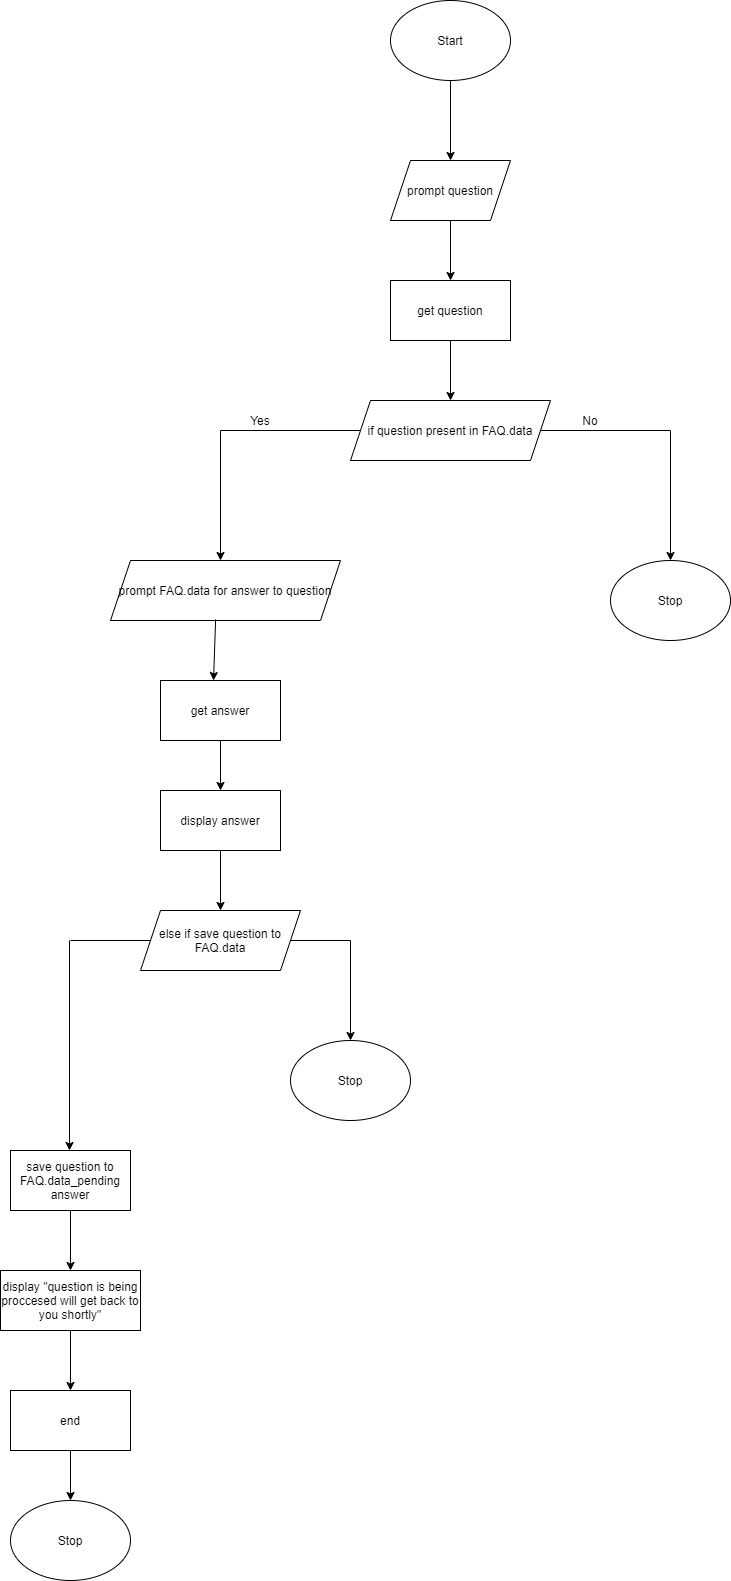 Start
prompt question
get question
if question present in FAQ.data
Yes
No
prompt FAQ.data for answer to question
Stop
get answer
display answer
else if save question to
FAQ.data
Stop
save question to
FAQ.data_pending
answer
display "question is being
proccesed will get back to
you shortly"
end
Stop